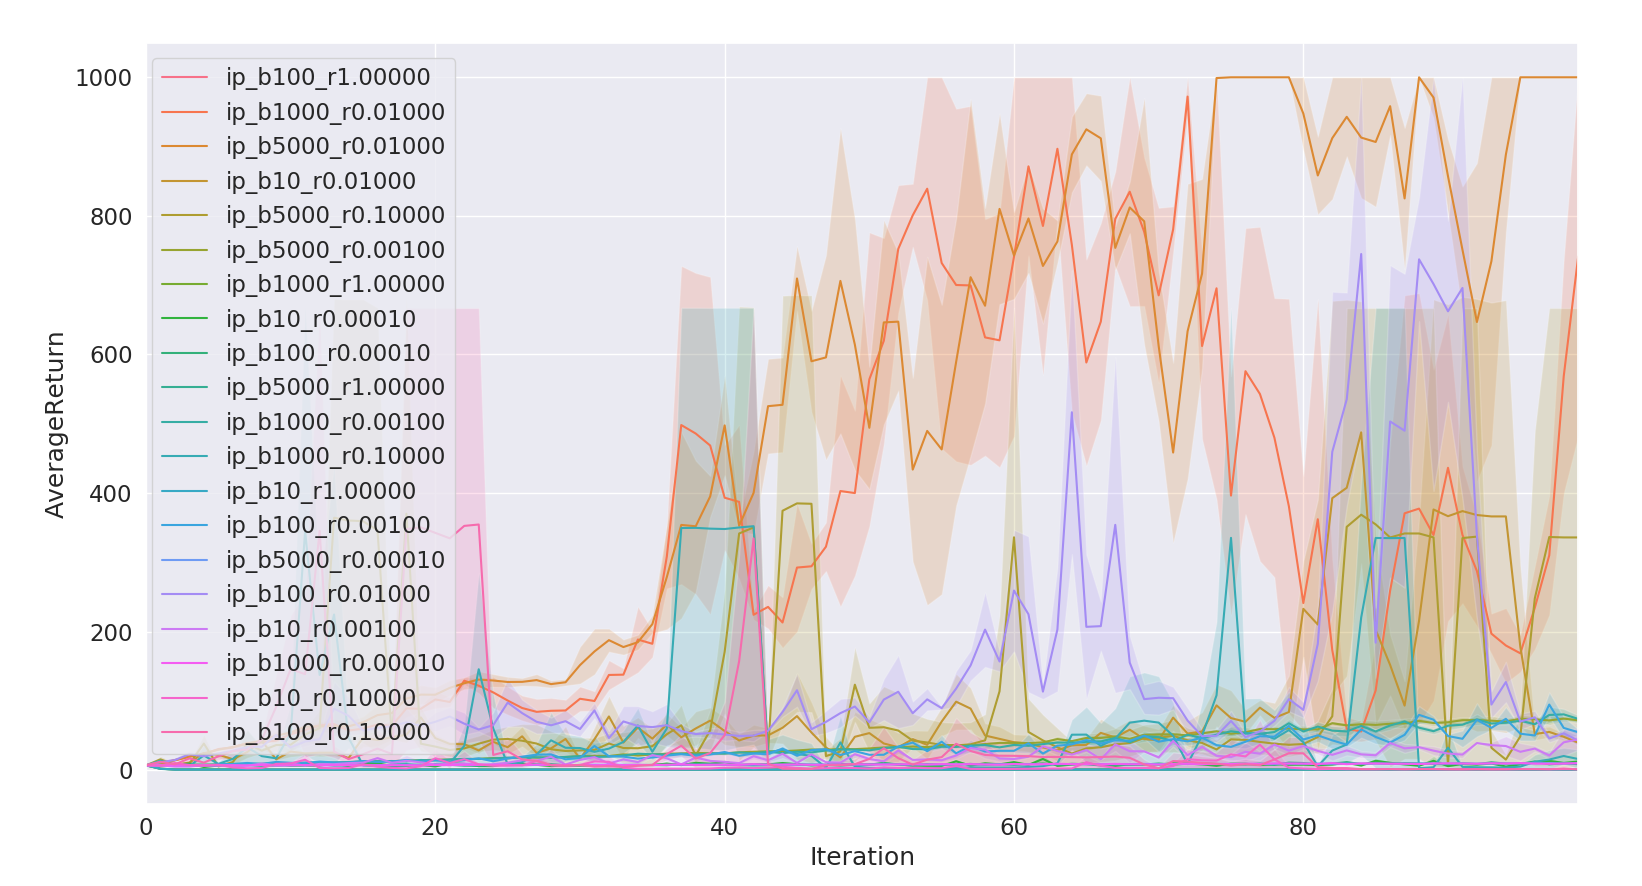 1000
800
600
400
200
0
AverageReturn
ip_b100_r1.00000
ip_b1000_r0.01000
ip_b5000_r0.01000
ip_b10_r0.01000
ip_b5000_r0.10000
ip_b5000_r0.00100
ip_b1000_r1.00000
ip_b10_r0.00010
ip_b100_r0.00010
ip_b5000_r1.00000
ip_b1000_r0.00100
ip_b1000_r0.10000
ip_b10_r1.00000
ip_b100_r0.00100
ip_b5000_r0.00010
ip_b100_r0.01000
ip_b10_r0.00100
ip_b1000_r0.00010
ip_b10_r0.10000
ip_b100_r0.10000
0 20 40 60 80
Iteration